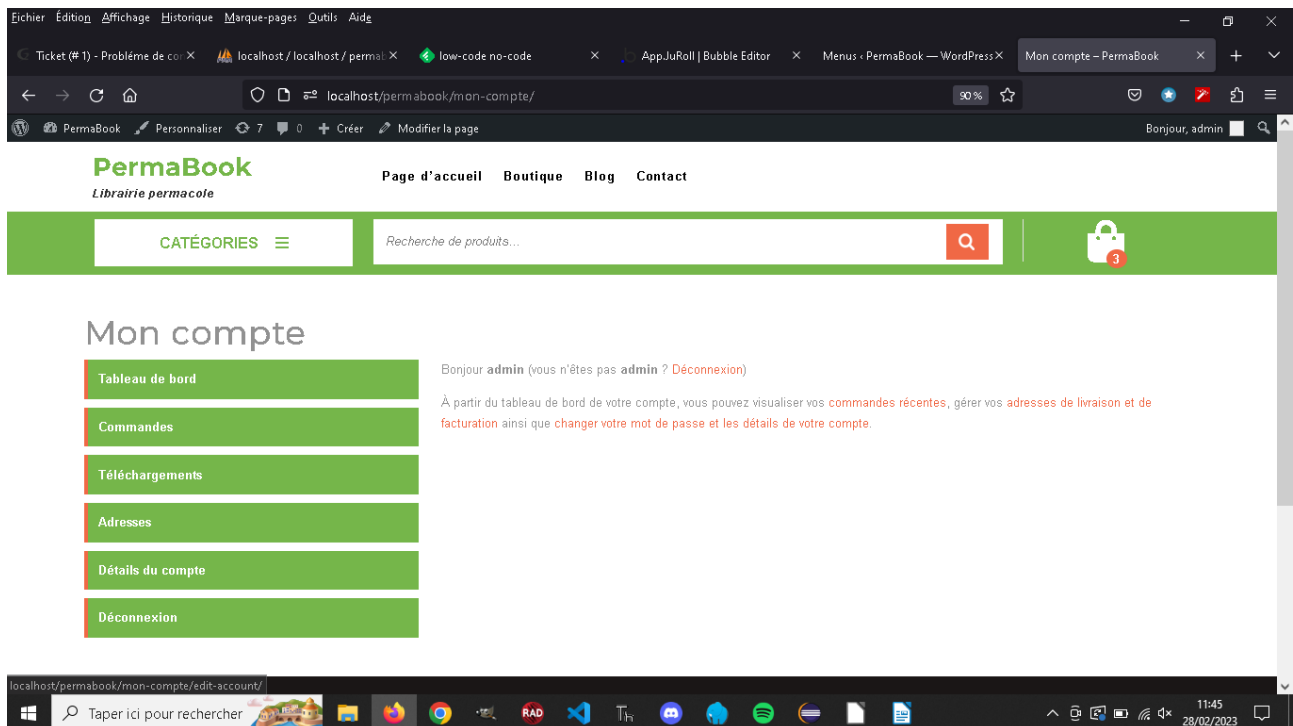 Fichier Édition Affichage Historique Marque-pages Outils Aide
Ticket (# 1) - Probléme de con
localhost / localhost / permab
low-code no-code
AppJuRoll | Bubble Editor
Menus ‹ PermaBook — WordPress
Mon compte – PermaBook
localhost/permabook/mon-compte/
90 %
PermaBook Personnaliser 7 0 Créer Modifier la page
Bonjour, admin
PermaBook
Librairie permacole
Page d'accueil Boutique Blog Contact
CATÉGORIES
Recherche de produits...
3
Mon compte
Tableau de bord
Commandes
Téléchargements
Adresses
Détails du compte
Déconnexion
Bonjour admin (vous n'êtes pas admin ? Déconnexion)
À partir du tableau de bord de votre compte, vous pouvez visualiser vos commandes récentes, gérer vos adresses de livraison et de
facturation ainsi que changer votre mot de passe et les détails de votre compte.
localhost/permabook/mon-compte/edit-account/
Taper ici pour rechercher
RAD
Th
11:45
28/02/2023